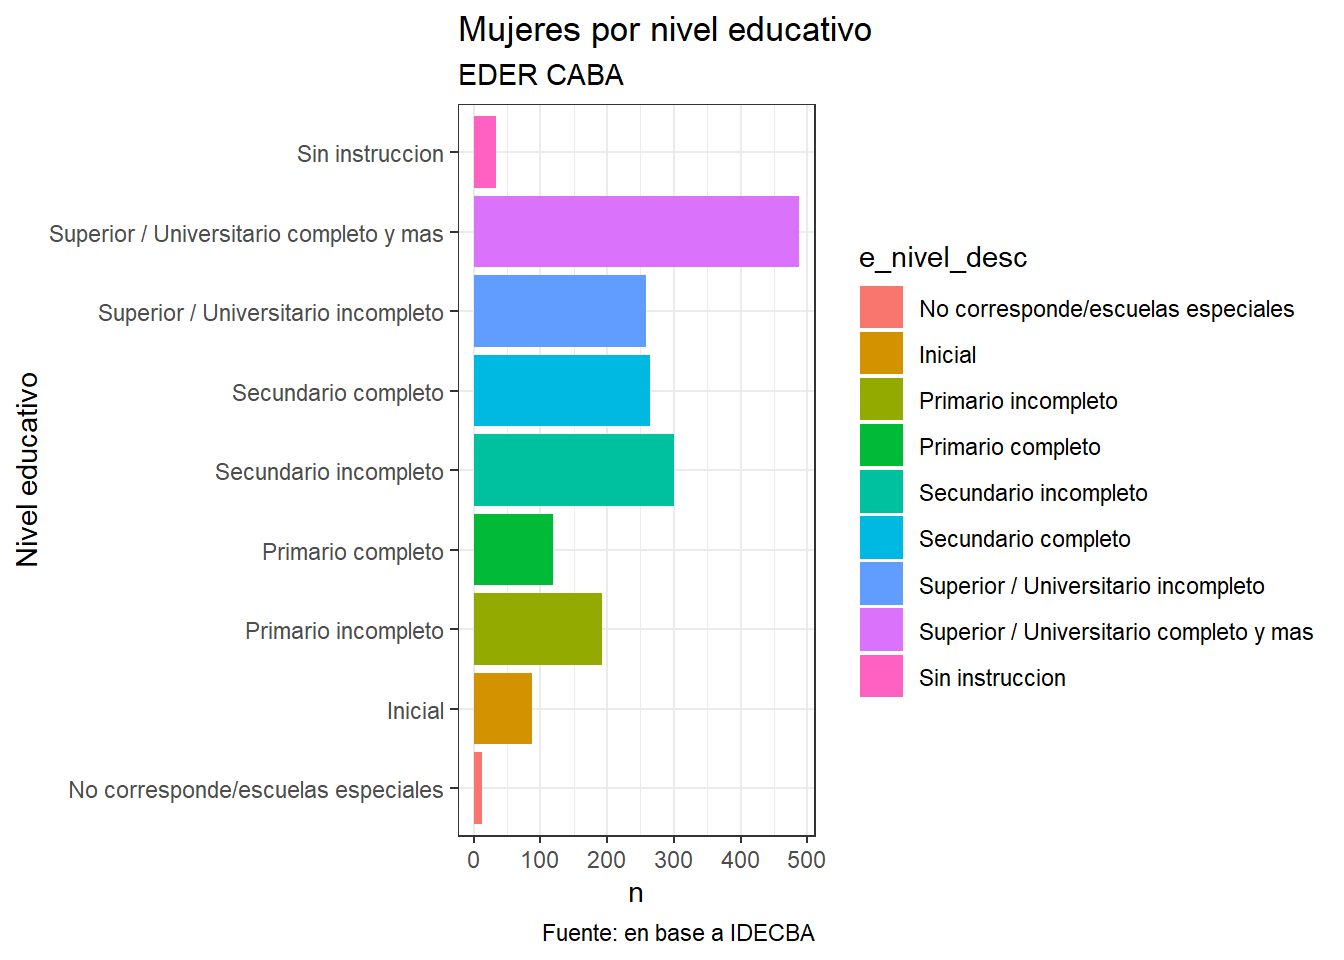 Mujeres por nivel educativo
EDER CABA
Nivel educativo
Sin instruccion
Superior / Universitario completo y mas
Superior / Universitario incompleto
Secundario completo
Secundario incompleto
Primario completo
Primario incompleto
Inicial
No corresponde/escuelas especiales
0 100 200 300 400 500
n
Fuente: en base a IDECBA
e_nivel_desc
No corresponde/escuelas especiales
Inicial
Primario incompleto
Primario completo
Secundario incompleto
Secundario completo
Superior / Universitario incompleto
Superior / Universitario completo y mas
Sin instruccion